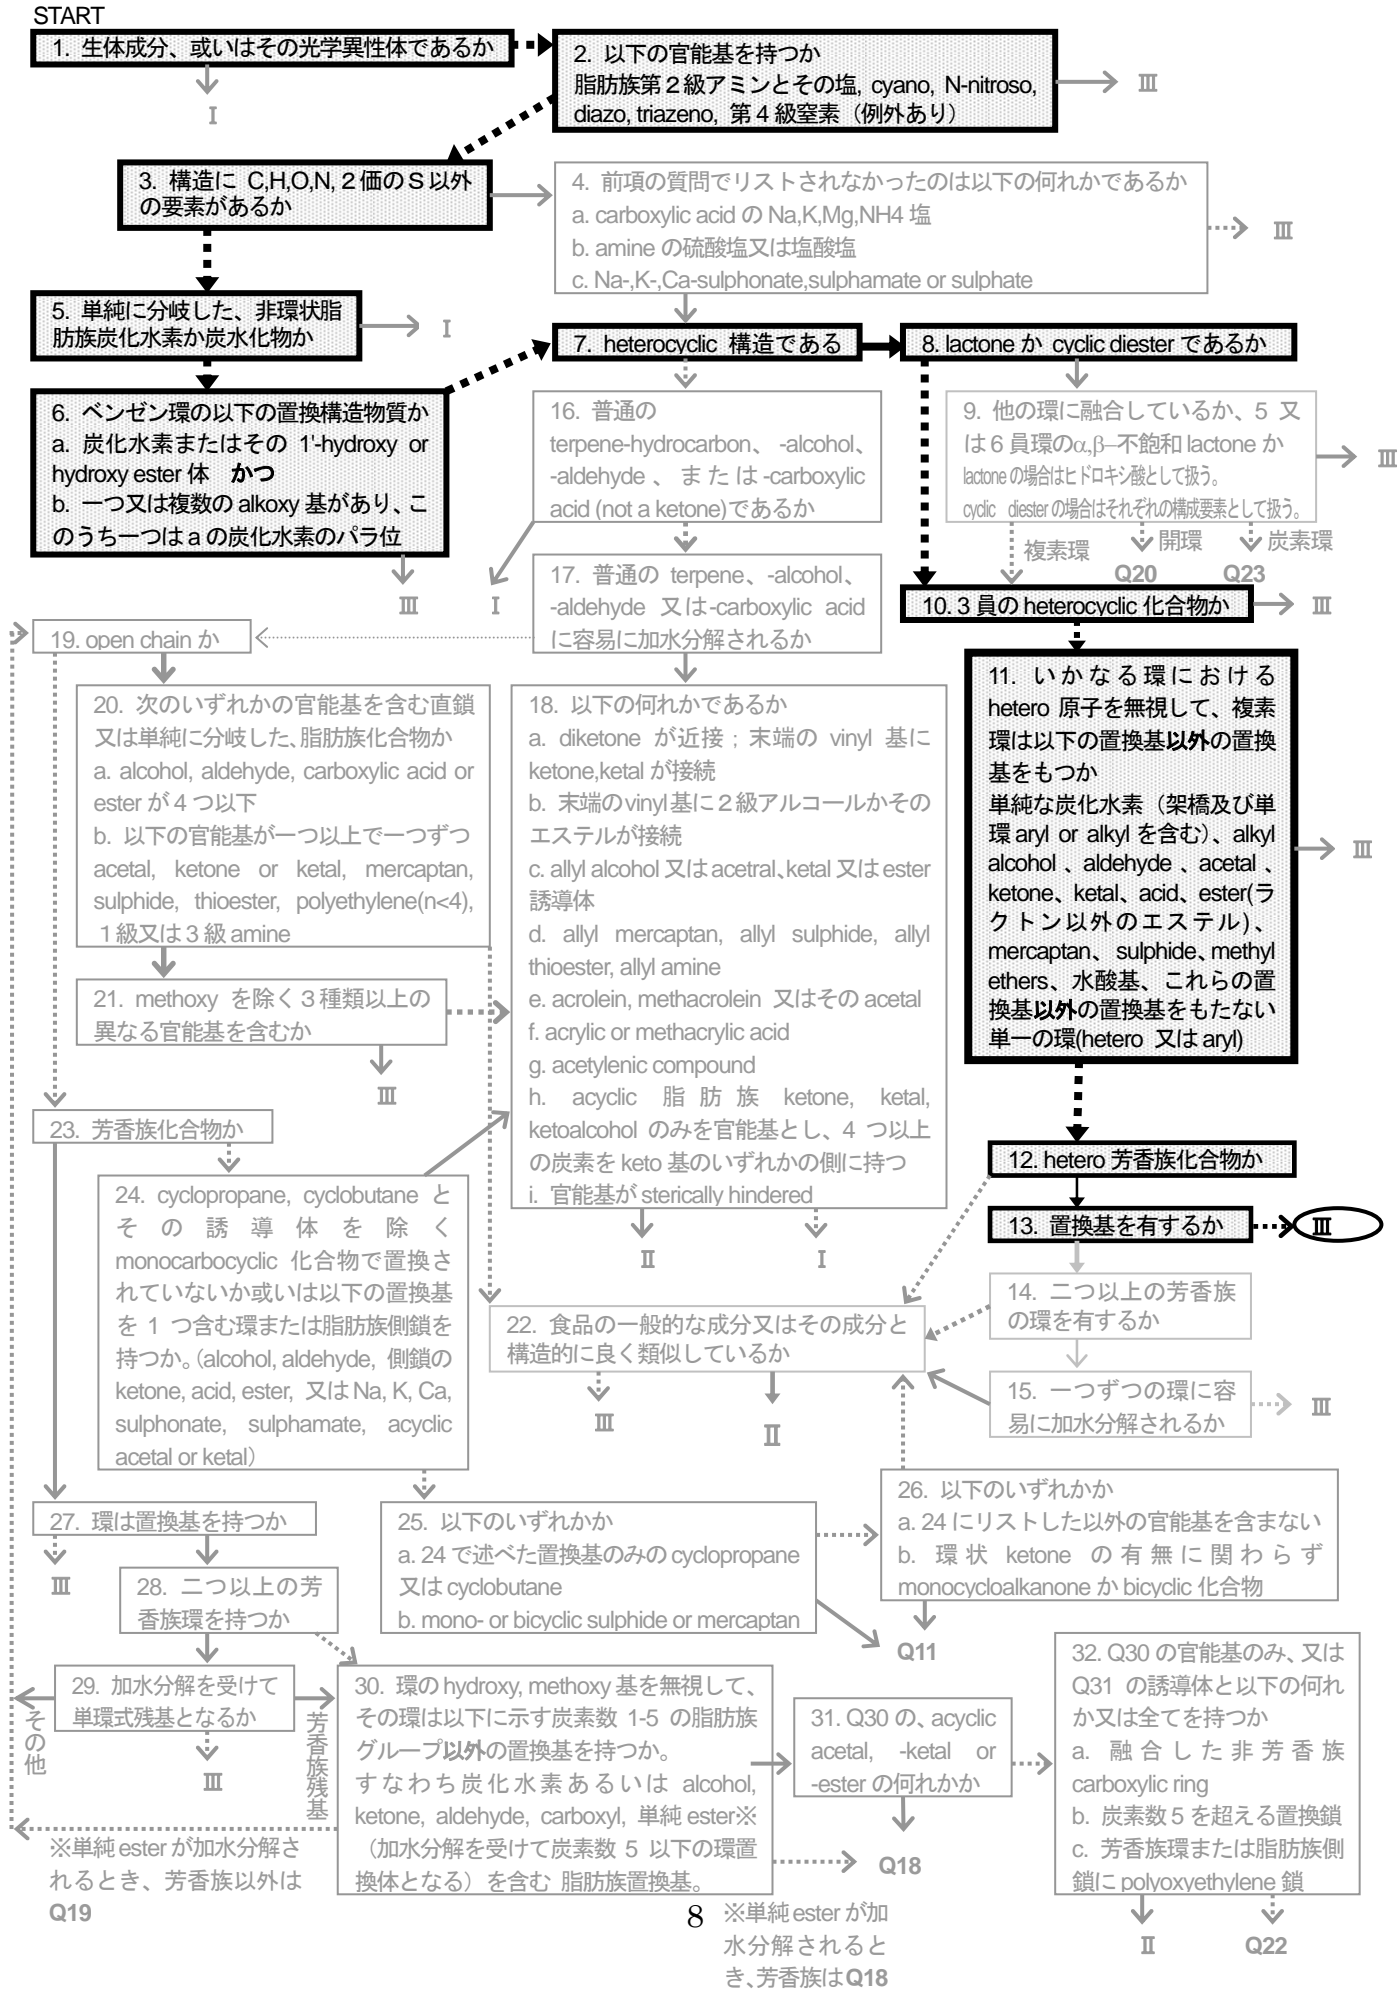 START
1. 生体成分、或いはその光学異性体であるか
I
2. 以下の官能基を持つか
脂肪族第２級アミンとその塩, cyano, N-nitroso,
diazo, triazeno, 第４級窒素（例外あり）
Ⅲ
3. 構造に C,H,O,N,２価のS以外
の要素があるか
4. 前項の質問でリストされなかったのは以下の何れかであるか
a. carboxylic acid の Na,K,Mg,NH4 塩
b. amine の硫酸塩又は塩酸塩
c. Na-,K-,Ca-sulphonate,sulphamate or sulphate
Ⅲ
5. 単純に分岐した、非環状脂
肪族炭化水素か炭水化物か
I
6. ベンゼン環の以下の置換構造物質か
a. 炭化水素またはその 1'-hydroxy or
hydroxy ester 体　かつ
b. 一つ又は複数の alkoxy 基があり、こ
のうち一つは a の炭化水素のパラ位
Ⅲ
7. heterocyclic 構造である
8. lactone か cyclic diester であるか
9. 他の環に融合しているか、5 又
は 6 員環のα,β–不飽和 lactone か
lactone の場合はヒドロキシ酸として扱う。
cyclic diester の場合はそれぞれの構成要素として扱う。
Ⅲ
複素環
開環
炭素環
Q20
Q23
10. 3 員の heterocyclic 化合物か
Ⅲ
11. いかなる環における
hetero 原子を無視して、複素
環は以下の置換基以外の置換
基をもつか
単純な炭化水素（架橋及び単
環 aryl or alkyl を含む）、alkyl
alcohol 、aldehyde 、acetal 、
ketone、ketal、acid、ester(ラ
クトン以外のエステル)、
mercaptan、sulphide、methyl
ethers、水酸基、これらの置
換基以外の置換基をもたない
単一の環(hetero 又は aryl)
Ⅲ
12. hetero 芳香族化合物か
13. 置換基を有するか
Ⅲ
14. 二つ以上の芳香族
の環を有するか
15. 一つずつの環に容
易に加水分解されるか
Ⅲ
16. 普通の
terpene-hydrocarbon、-alcohol、
-aldehyde 、または -carboxylic
acid (not a ketone)であるか
I
17. 普通の terpene、-alcohol、
-aldehyde 又は-carboxylic acid
に容易に加水分解されるか
18. 以下の何れかであるか
a. diketone が近接；末端の vinyl 基に
ketone,ketal が接続
b. 末端のvinyl基に２級アルコールかその
エステルが接続
c. allyl alcohol 又は acetral、ketal 又は ester
誘導体
d. allyl mercaptan, allyl sulphide, allyl
thioester, allyl amine
e. acrolein, methacrolein 又はその acetal
f. acrylic or methacrylic acid
g. acetylenic compound
h. acyclic 脂肪族 ketone, ketal,
ketoalcohol のみを官能基とし、4 つ以上
の炭素を keto 基のいずれかの側に持つ
i. 官能基が sterically hindered
Ⅱ
I
19. open chain か
20. 次のいずれかの官能基を含む直鎖
又は単純に分岐した、脂肪族化合物か
a. alcohol, aldehyde, carboxylic acid or
ester が 4 つ以下
b. 以下の官能基が一つ以上で一つずつ
acetal, ketone or ketal, mercaptan,
sulphide, thioester, polyethylene(n<4),
１級又は３級 amine
21. methoxy を除く３種類以上の
異なる官能基を含むか
Ⅲ
22. 食品の一般的な成分又はその成分と
構造的に良く類似しているか
Ⅲ
Ⅱ
23. 芳香族化合物か
24. cyclopropane, cyclobutane と
その誘導体を除く
monocarbocyclic 化合物で置換さ
れていないか或いは以下の置換基
を 1 つ含む環または脂肪族側鎖を
持つか。(alcohol, aldehyde, 側鎖の
ketone, acid, ester, 又は Na, K, Ca,
sulphonate, sulphamate, acyclic
acetal or ketal）
25. 以下のいずれかか
a. 24 で述べた置換基のみの cyclopropane
又は cyclobutane
b. mono- or bicyclic sulphide or mercaptan
26. 以下のいずれかか
a. 24 にリストした以外の官能基を含まない
b. 環状 ketone の有無に関わらず
monocycloalkanone か bicyclic 化合物
Q11
27. 環は置換基を持つか
Ⅲ
28. 二つ以上の芳
香族環を持つか
29. 加水分解を受けて
単環式残基となるか
その他
芳香族残基
Ⅲ
30. 環の hydroxy, methoxy 基を無視して、
その環は以下に示す炭素数 1-5 の脂肪族
グループ以外の置換基を持つか。
すなわち炭化水素あるいは alcohol,
ketone, aldehyde, carboxyl, 単純 ester※
（加水分解を受けて炭素数 5 以下の環置
換体となる）を含む 脂肪族置換基。
31. Q30 の、acyclic
acetal, -ketal or
-ester の何れかか
Q18
32. Q30 の官能基のみ、又は
Q31 の誘導体と以下の何れ
か又は全てを持つか
a. 融合した非芳香族
carboxylic ring
b. 炭素数 5 を超える置換鎖
c. 芳香族環または脂肪族側
鎖に polyoxyethylene 鎖
Ⅱ
Q22
※単純 ester が加水分解さ
れるとき、芳香族以外は
Q19
8
※単純 ester が加
水分解されると
き、芳香族は Q18